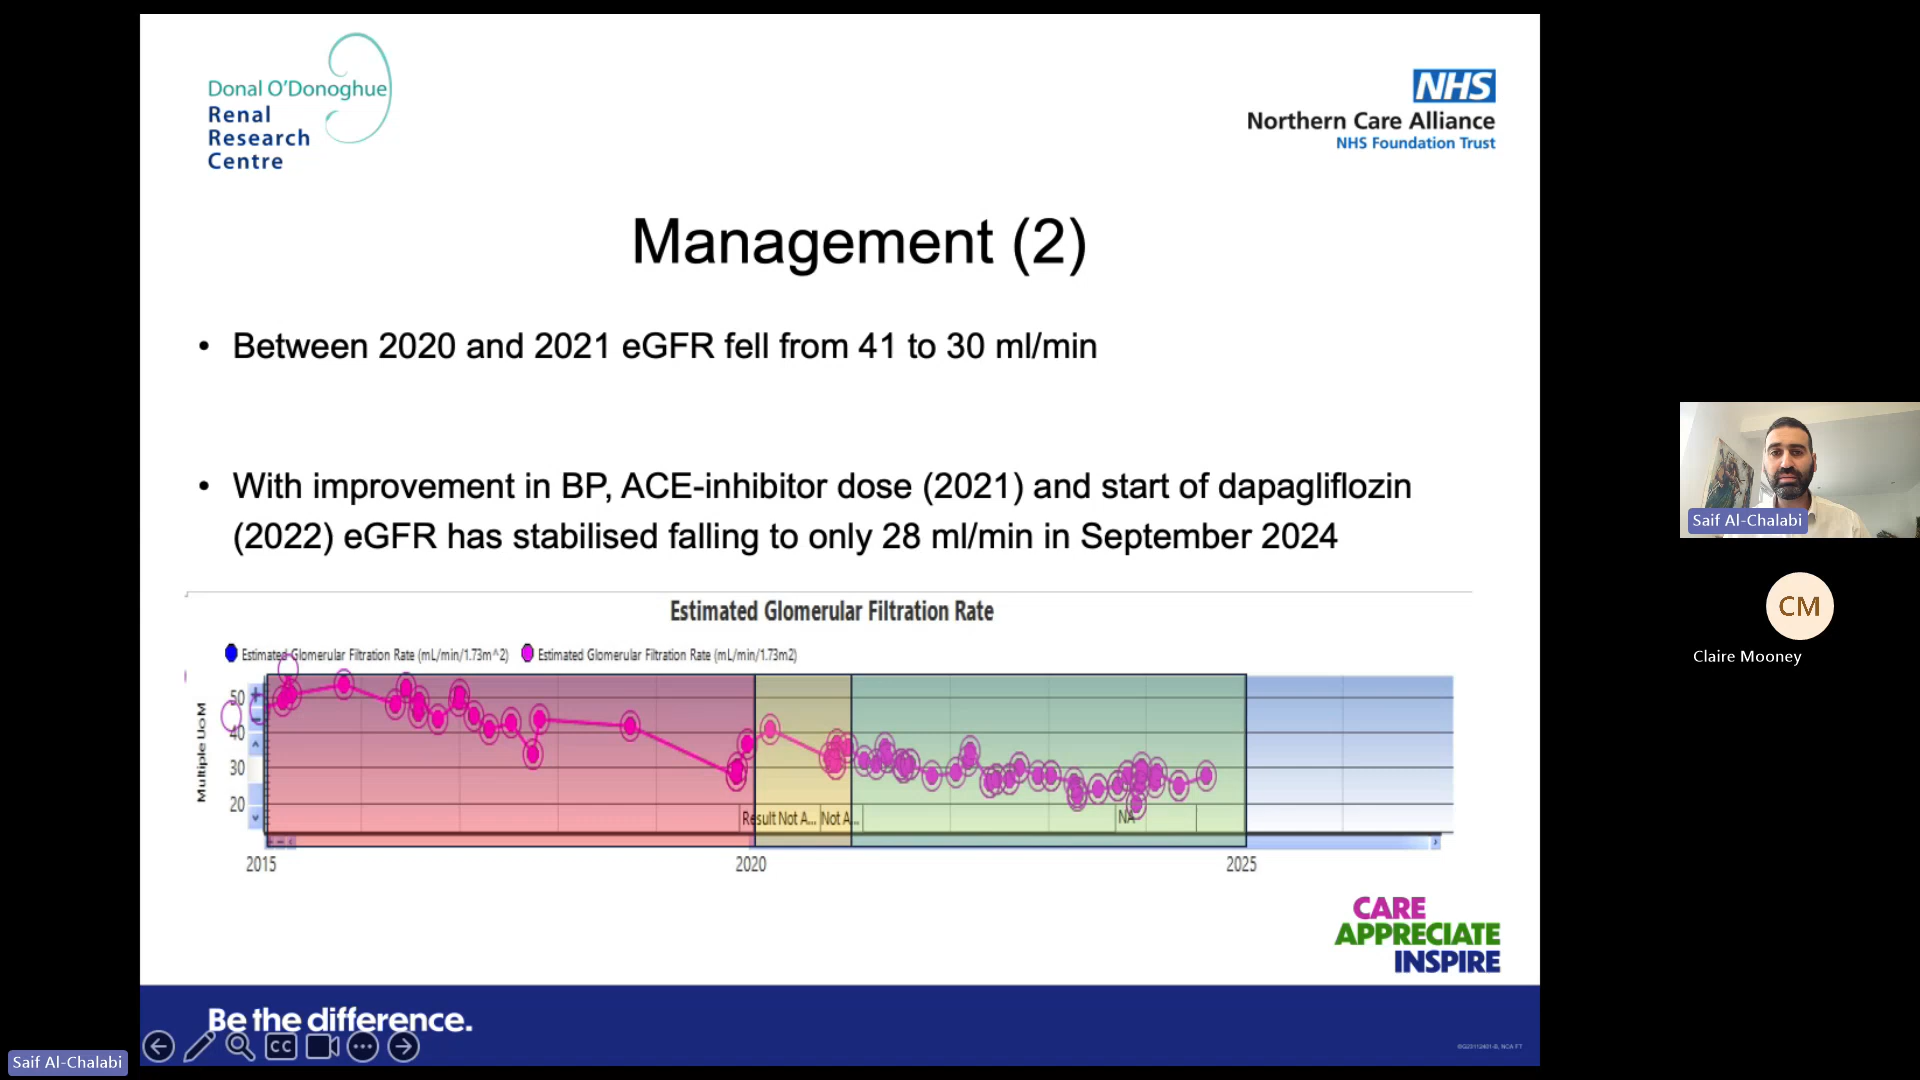 Donal O'Donoghue
Renal
Research
Centre
NHS
Northern Care Alliance
NHS Foundation Trust
Management (2)
• Between 2020 and 2021 eGFR fell from 41 to 30 ml/min
• With improvement in BP, ACE-inhibitor dose (2021) and start of dapagliflozin
(2022) eGFR has stabilised falling to only 28 ml/min in September 2024
Estimated Glomerular Filtration Rate
Estimated Glomerular Filtration Rate (mL/min/1.73m^2)
Estimated Glomerular Filtration Rate (mL/min/1.73m2)
Multiple UoM
50
40
30
20
Result Not A...
Not A...
NA
2015
2020
2025
CARE
APPRECIATE
INSPIRE
Be the difference.
CC
Saif Al-Chalabi
Saif Al-Chalabi
CM
Claire Mooney